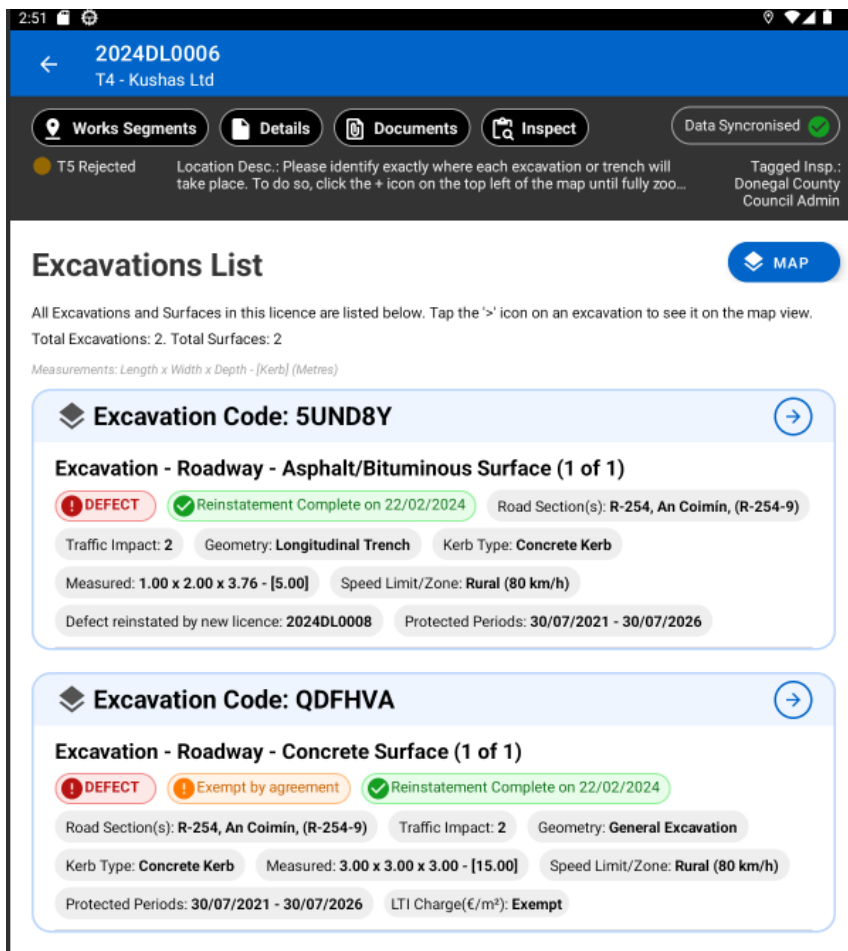 2:51
2024DL0006
T4 - Kushas Ltd
Works Segments Details Documents Inspect Data Syncronised
T5 Rejected Location Desc.: Please identify exactly where each excavation or trench will take place. To do so, click the + icon on the top left of the map until fully zoo... Tagged Insp.: Donegal County Council Admin
Excavations List MAP
All Excavations and Surfaces in this licence are listed below. Tap the '>' icon on an excavation to see it on the map view.
Total Excavations: 2. Total Surfaces: 2
Measurements: Length x Width x Depth - [Kerb] (Metres)
Excavation Code: 5UND8Y
Excavation - Roadway - Asphalt/Bituminous Surface (1 of 1)
DEFECT Reinstatement Complete on 22/02/2024 Road Section(s): R-254, An Coimín, (R-254-9)
Traffic Impact: 2 Geometry: Longitudinal Trench Kerb Type: Concrete Kerb
Measured: 1.00 x 2.00 x 3.76 - [5.00] Speed Limit/Zone: Rural (80 km/h)
Defect reinstated by new licence: 2024DL0008 Protected Periods: 30/07/2021 - 30/07/2026
Excavation Code: QDFHVA
Excavation - Roadway - Concrete Surface (1 of 1)
DEFECT Exempt by agreement Reinstatement Complete on 22/02/2024
Road Section(s): R-254, An Coimín, (R-254-9) Traffic Impact: 2 Geometry: General Excavation
Kerb Type: Concrete Kerb Measured: 3.00 x 3.00 x 3.00 - [15.00] Speed Limit/Zone: Rural (80 km/h)
Protected Periods: 30/07/2021 - 30/07/2026 LTI Charge(€/m²): Exempt